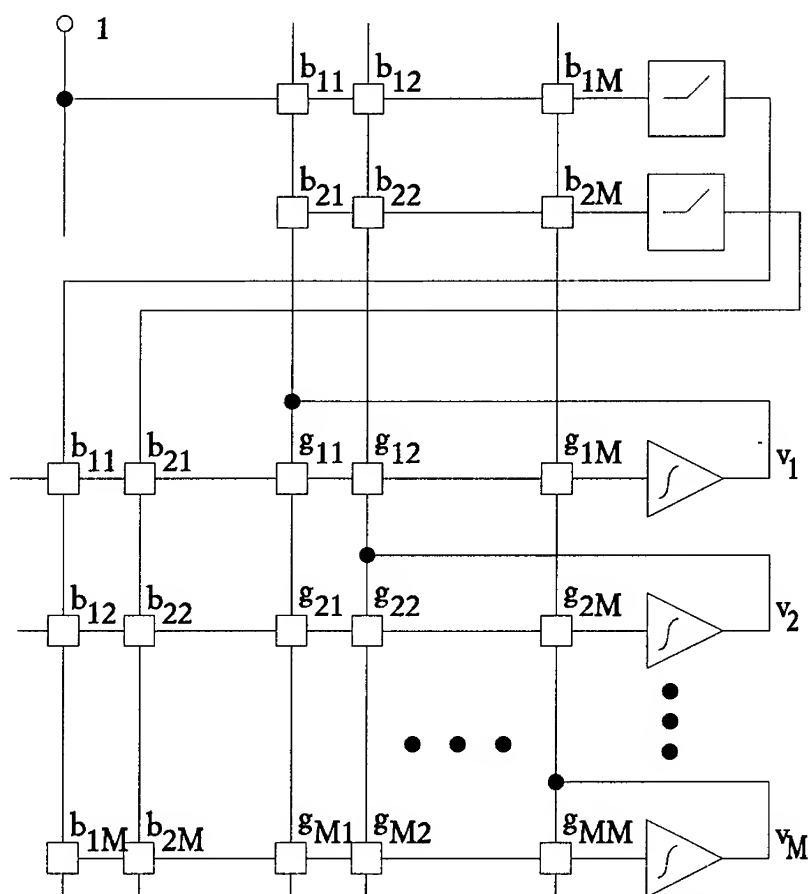 1
b11 b12 b1M
b21 b22 b2M
b11 b21 g11 g12 g1M v1
b12 b22 g21 g22 g2M v2
b1M b2M gM1 gM2 gMM vM